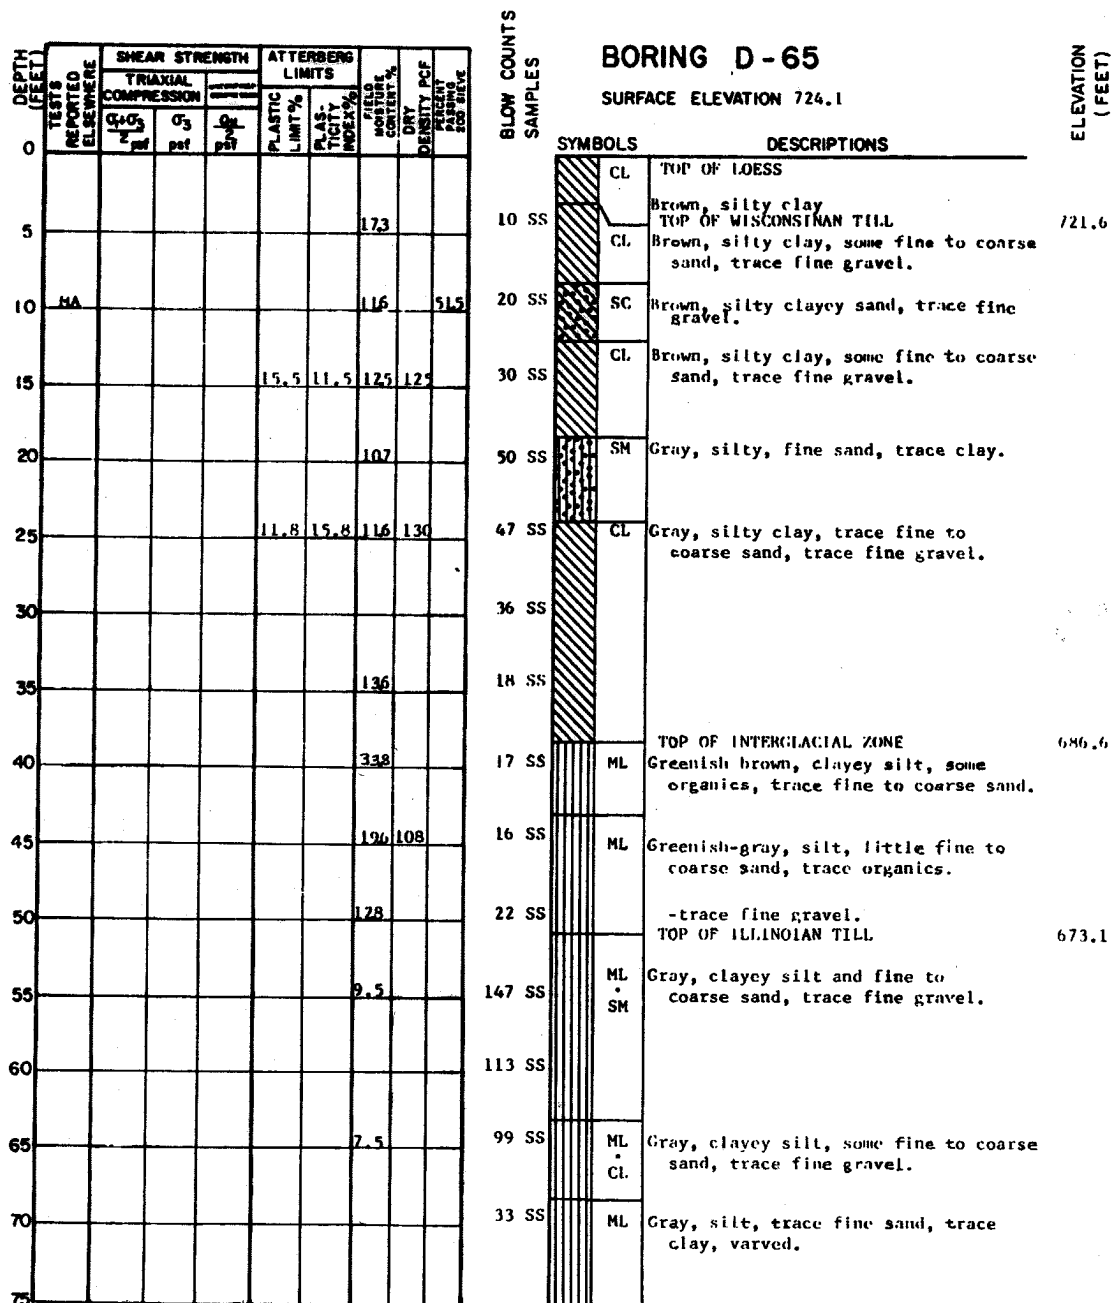 BORING D-65
SURFACE ELEVATION 724.1
DEPTH (FEET)
TESTS REPORTED ELSEWHERE
SHEAR STRENGTH
TRIAXIAL COMPRESSION
psf
σ3 psf
psf
ATTERBERG LIMITS
PLASTIC LIMIT%
PLAS-
TICITY
INDEX%
FIELD MOISTURE CONTENT%
DRY DENSITY PCF
PERCENT PASSING 200 SIEVE
BLOW COUNTS
SAMPLES
SYMBOLS
DESCRIPTIONS
ELEVATION (FEET)
0
CL TOP OF LOESS
Brown, silty clay
5 17.3 10 SS TOP OF WISCONSINAN TILL 721.6
CL Brown, silty clay, some fine to coarse
sand, trace fine gravel.
10 MA 11.6 51.5 20 SS SC Brown, silty clayey sand, trace fine
gravel.
CL Brown, silty clay, some fine to coarse
15 15.5 11.5 12.5 125 30 SS sand, trace fine gravel.
20 10.7 50 SS SM Gray, silty, fine sand, trace clay.
25 11.8 15.8 11.6 130 47 SS CL Gray, silty clay, trace fine to
coarse sand, trace fine gravel.
30 36 SS
35 13.6 18 SS
TOP OF INTERGLACIAL ZONE 686.6
40 33.8 17 SS ML Greenish brown, clayey silt, some
organics, trace fine to coarse sand.
45 19.6 108 16 SS ML Greenish-gray, silt, little fine to
coarse sand, trace organics.
50 12.8 22 SS -trace fine gravel.
TOP OF ILLINOIAN TILL 673.1
ML Gray, clayey silt and fine to
55 9.5 147 SS • SM coarse sand, trace fine gravel.
60 113 SS
65 7.5 99 SS ML Gray, clayey silt, some fine to coarse
• CL sand, trace fine gravel.
70 33 SS ML Gray, silt, trace fine sand, trace
clay, varved.
75